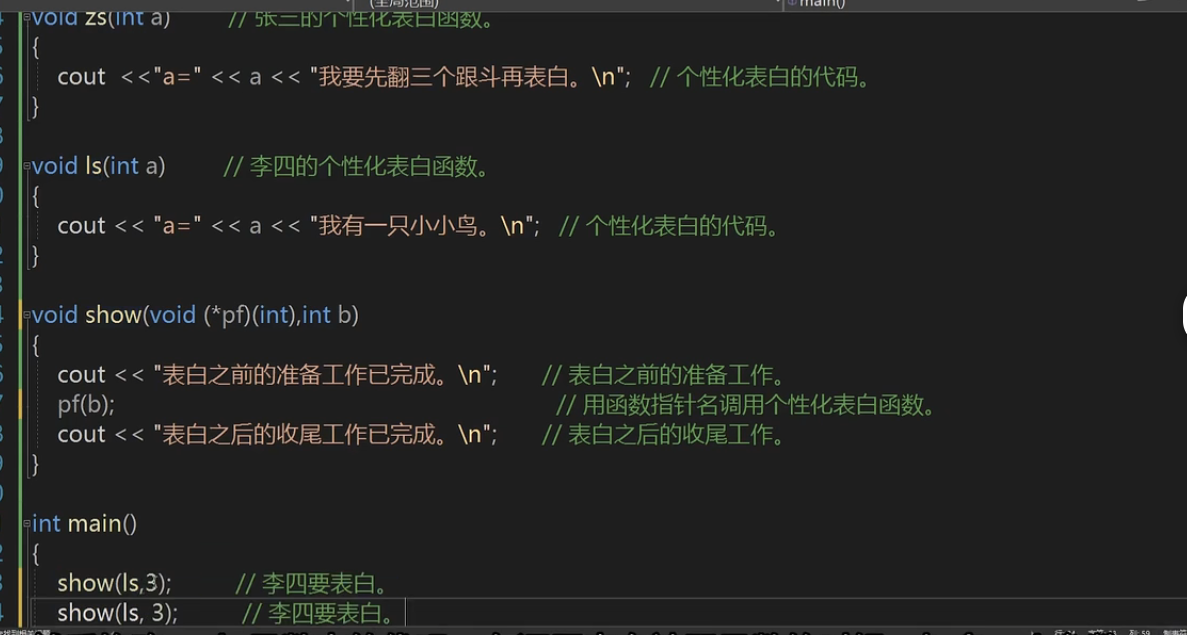 (全局范围) main()
void zs(int a) // 张三的个性化表白函数。
{
cout <<"a=" << a << "我要先翻三个跟斗再表白。\n"; // 个性化表白的代码。
}
void ls(int a) // 李四的个性化表白函数。
{
cout << "a=" << a << "我有一只小小鸟。\n"; // 个性化表白的代码。
}
void show(void (*pf)(int),int b)
{
cout << "表白之前的准备工作已完成。\n"; // 表白之前的准备工作。
pf(b); // 用函数指针名调用个性化表白函数。
cout << "表白之后的收尾工作已完成。\n"; // 表白之后的收尾工作。
}
int main()
{
show(ls,3); // 李四要表白。
show(ls, 3); // 李四要表白。